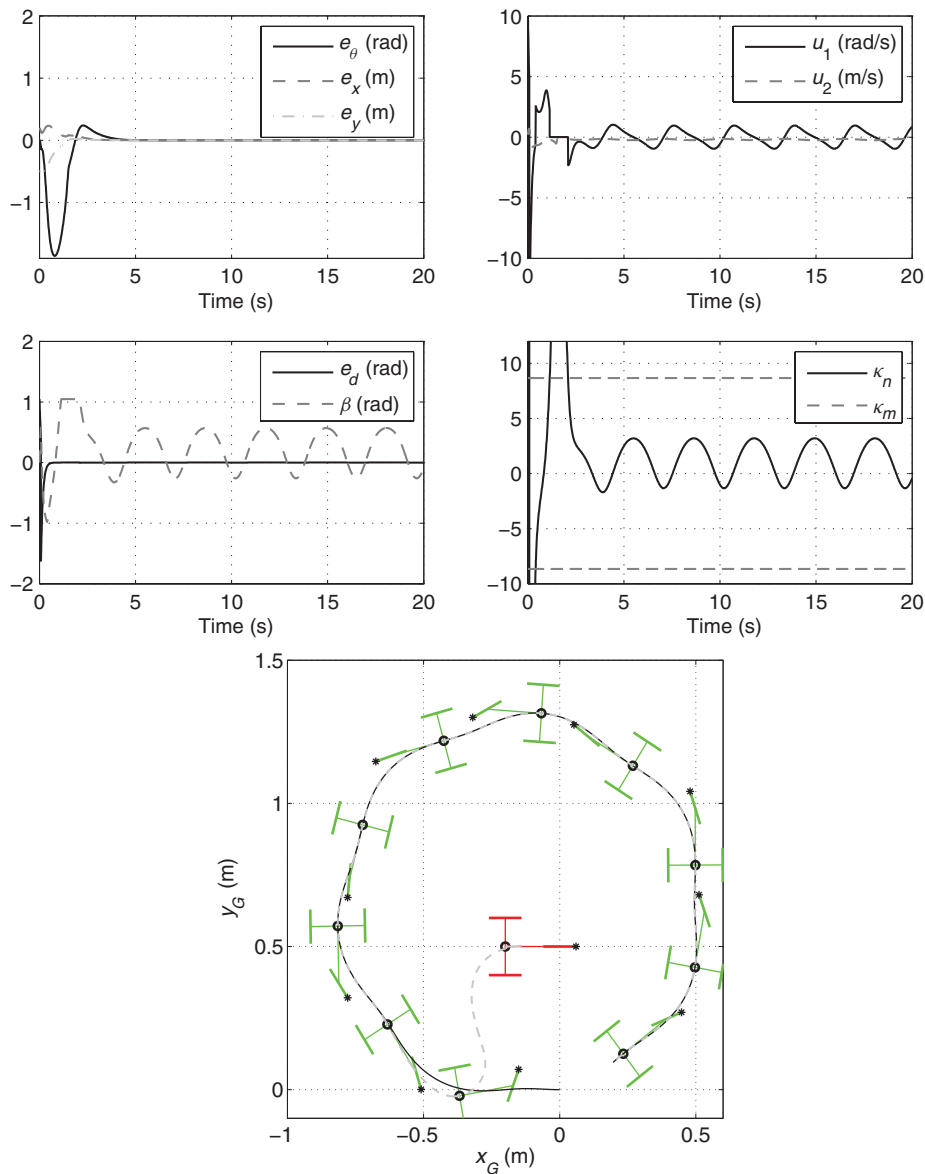 2
1
0
−1
0 5 10 15 20
Time (s)
e_θ (rad)
e_x (m)
e_y (m)
10
5
0
−5
−10
0 5 10 15 20
Time (s)
u_1 (rad/s)
u_2 (m/s)
2
1
0
−1
−2
0 5 10 15 20
Time (s)
e_d (rad)
β (rad)
10
5
0
−5
−10
0 5 10 15 20
Time (s)
κ_n
κ_m
1.5
1
0.5
0
y_G (m)
−1 −0.5 0 0.5
x_G (m)